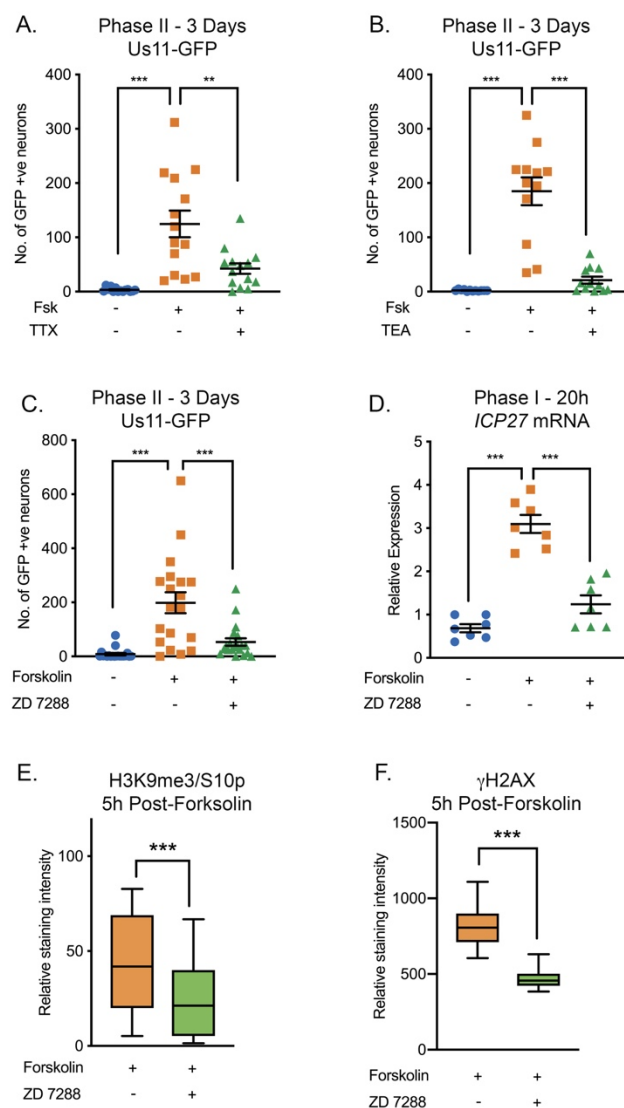 A.
Phase II - 3 Days
Us11-GFP
*** **
No. of GFP +ve neurons
400
300
200
100
0
Fsk - + +
TTX - - +
B.
Phase II - 3 Days
Us11-GFP
*** ***
No. of GFP +ve neurons
400
300
200
100
0
Fsk - + +
TEA - - +
C.
Phase II - 3 Days
Us11-GFP
*** ***
No. of GFP +ve neurons
800
600
400
200
0
Forskolin - + +
ZD 7288 - - +
D.
Phase I - 20h
ICP27 mRNA
*** ***
Relative Expression
5
4
3
2
1
0
Forskolin - + +
ZD 7288 - - +
E.
H3K9me3/S10p
5h Post-Forksolin
***
Relative staining intensity
100
50
0
Forskolin + +
ZD 7288 - +
F.
γH2AX
5h Post-Forskolin
***
Relative staining intensity
1500
1000
500
0
Forskolin + +
ZD 7288 - +